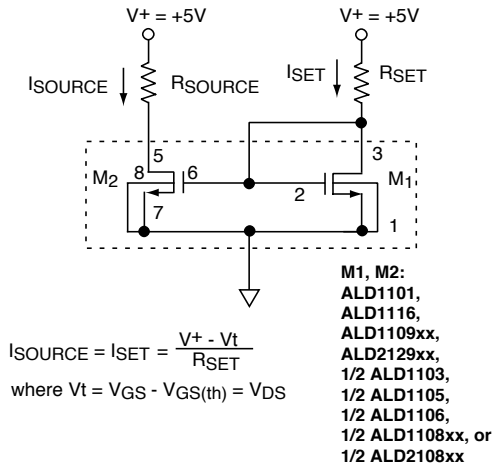 V+ = +5V
V+ = +5V
ISOURCE
RSOURCE
ISET
RSET
5
3
M2
8
6
2
M1
7
1
M1, M2:
ALD1101,
ALD1116,
ALD1109xx,
ALD2129xx,
1/2 ALD1103,
1/2 ALD1105,
1/2 ALD1106,
1/2 ALD1108xx, or
1/2 ALD2108xx
ISOURCE = ISET = V+ - Vt
RSET
where Vt = VGS - VGS(th) = VDS